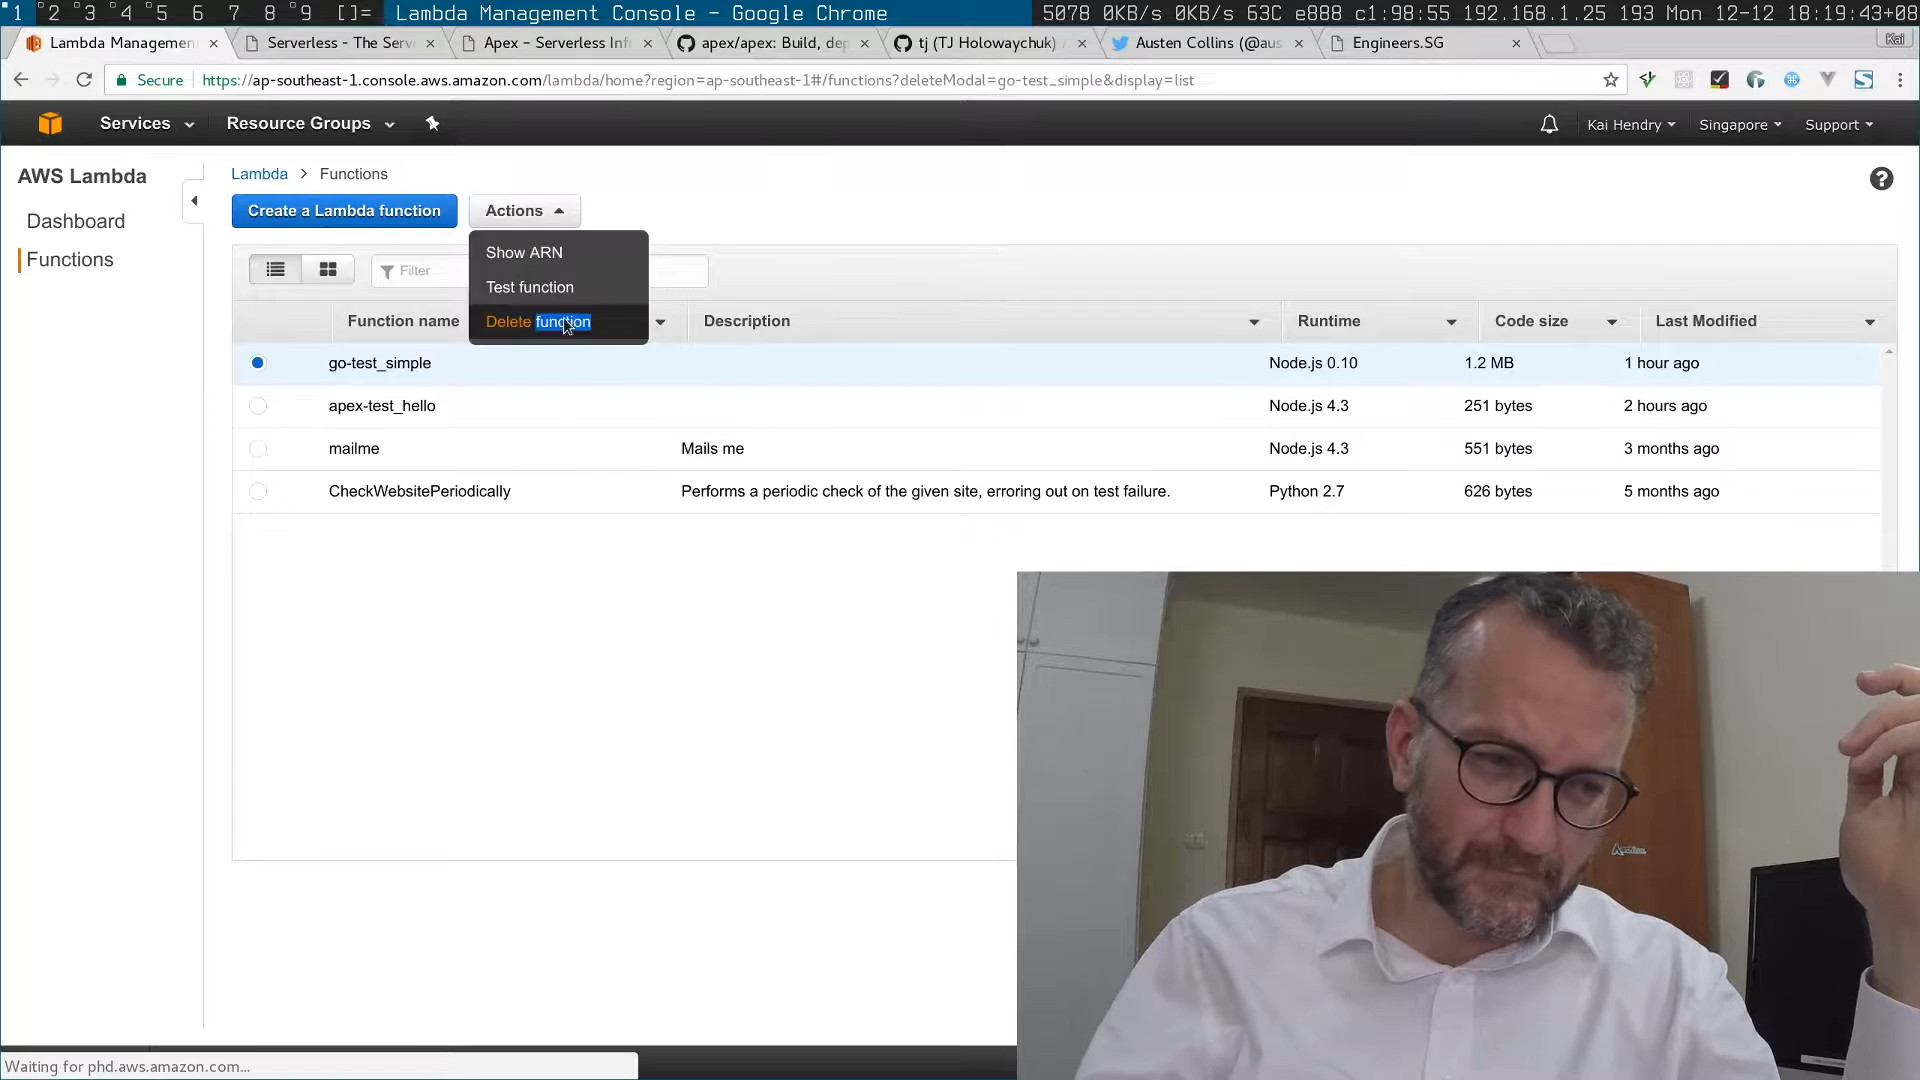 1 2 3 4 5 6 7 8 9 []= Lambda Management Console - Google Chrome 5078 0KB/s 0KB/s 63C e888 c1:98:55 192.168.1.25 193 Mon 12-12 18:19:43+08
Lambda Managemen × Serverless - The Serv × Apex – Serverless Inf × apex/apex: Build, dep × tj (TJ Holowaychuk) × Austen Collins (@aus × Engineers.SG × Kai
Secure https://ap-southeast-1.console.aws.amazon.com/lambda/home?region=ap-southeast-1#/functions?deleteModal=go-test_simple&display=list
Services Resource Groups Kai Hendry Singapore Support
AWS Lambda
Dashboard
Functions
Lambda > Functions
Create a Lambda function Actions
Show ARN
Test function
Delete function
Filter
Function name Description Runtime Code size Last Modified
go-test_simple Node.js 0.10 1.2 MB 1 hour ago
apex-test_hello Node.js 4.3 251 bytes 2 hours ago
mailme Mails me Node.js 4.3 551 bytes 3 months ago
CheckWebsitePeriodically Performs a periodic check of the given site, erroring out on test failure. Python 2.7 626 bytes 5 months ago
Waiting for phd.aws.amazon.com...